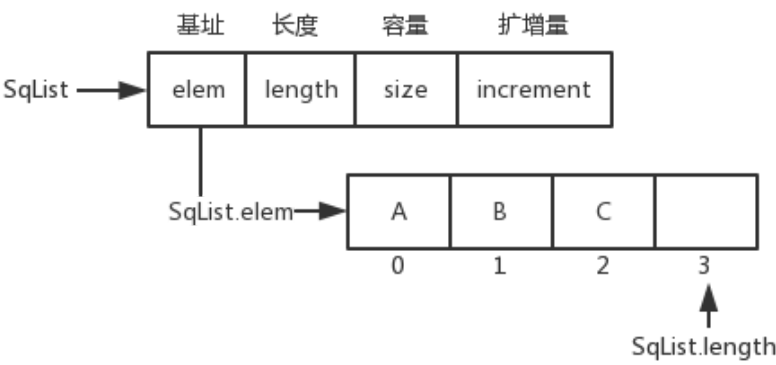 基址 长度 容量 扩增量
SqList elem length size increment
SqList.elem A B C
0 1 2 3
SqList.length